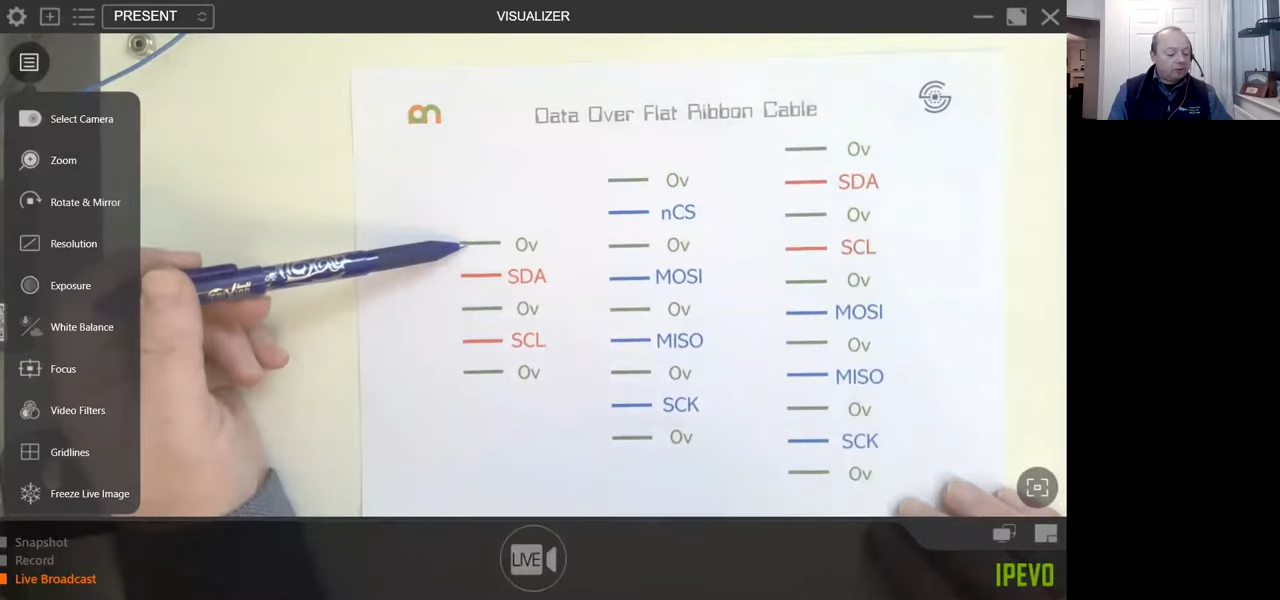 PRESENT
VISUALIZER
Select Camera
Zoom
Rotate & Mirror
Resolution
Exposure
White Balance
Focus
Video Filters
Gridlines
Freeze Live Image
Data Over Flat Ribbon Cable
0v
SDA
0v
SCL
0v
0v
nCS
0v
MOSI
0v
MISO
0v
SCK
0v
0v
SDA
0v
SCL
0v
MOSI
0v
MISO
0v
SCK
0v
Snapshot
Record
Live Broadcast
LIVE
IPEVO